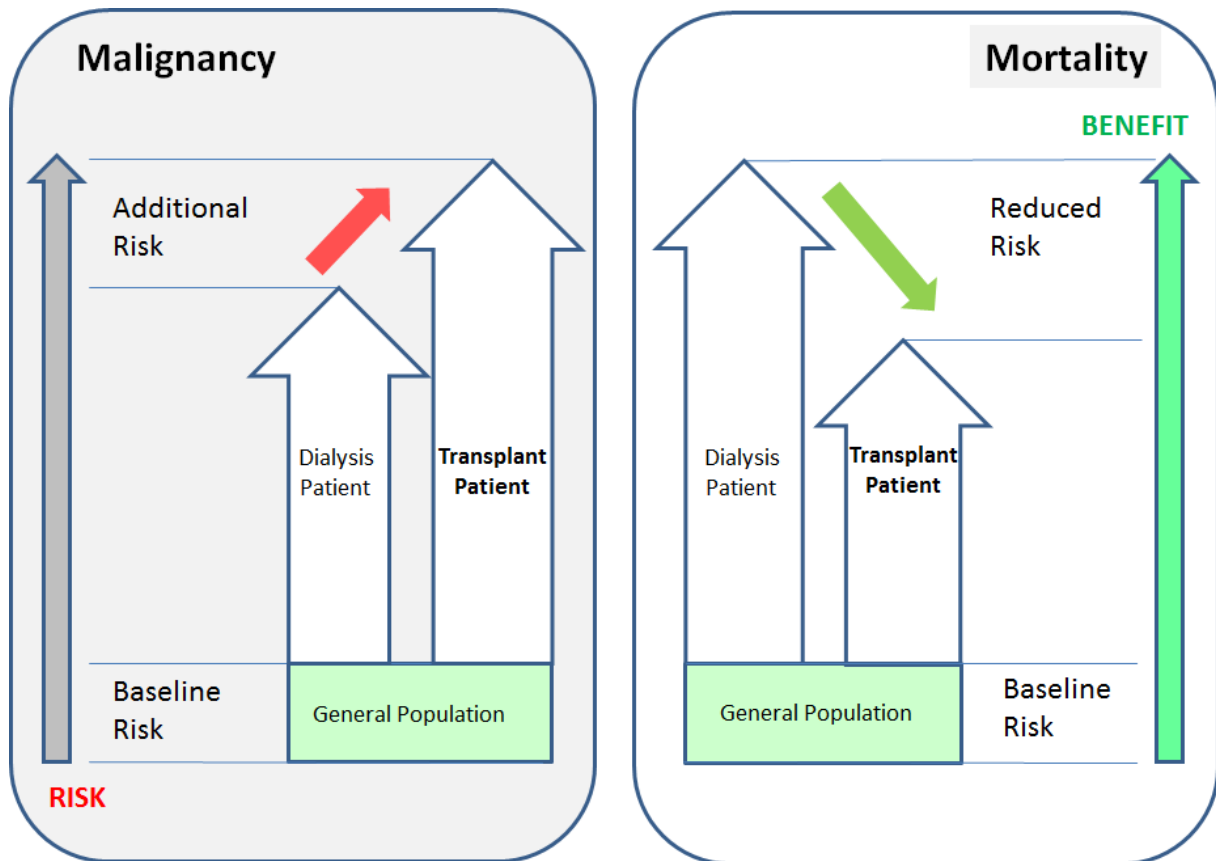 Malignancy
Additional
Risk
Dialysis
Patient
Transplant
Patient
Baseline
Risk
General Population
RISK
Mortality
BENEFIT
Reduced
Risk
Dialysis
Patient
Transplant
Patient
General Population
Baseline
Risk